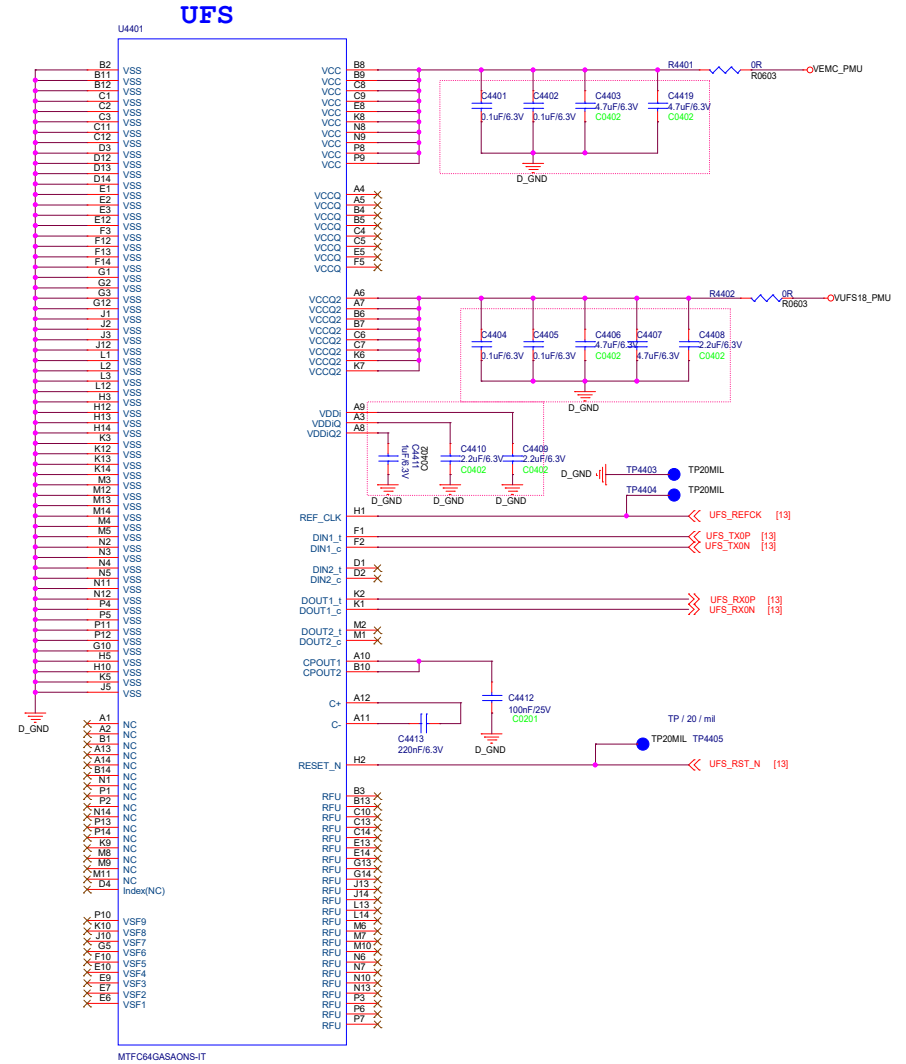 UFS
U4401
B2 VSS
B11 VSS
B12 VSS
C1 VSS
C2 VSS
C3 VSS
C11 VSS
C12 VSS
D3 VSS
D12 VSS
D13 VSS
D14 VSS
E1 VSS
E2 VSS
E3 VSS
E12 VSS
F3 VSS
F12 VSS
F13 VSS
F14 VSS
G1 VSS
G2 VSS
G3 VSS
G12 VSS
J1 VSS
J2 VSS
J3 VSS
J12 VSS
L1 VSS
L2 VSS
L3 VSS
L12 VSS
H3 VSS
H12 VSS
H13 VSS
H14 VSS
K3 VSS
K12 VSS
K13 VSS
K14 VSS
M3 VSS
M12 VSS
M13 VSS
M14 VSS
M4 VSS
M5 VSS
N2 VSS
N3 VSS
N4 VSS
N5 VSS
N11 VSS
N12 VSS
P4 VSS
P5 VSS
P11 VSS
P12 VSS
G10 VSS
H5 VSS
H10 VSS
K5 VSS
J5 VSS
D_GND
A1 NC
A2 NC
B1 NC
A13 NC
A14 NC
B14 NC
N1 NC
P1 NC
P2 NC
N14 NC
P13 NC
P14 NC
K9 NC
M8 NC
M9 NC
M11 NC
D4 Index(NC)
P10 VSF9
K10 VSF8
J10 VSF7
G5 VSF6
F10 VSF5
E10 VSF4
E9 VSF3
E7 VSF2
E6 VSF1
VCC B8
VCC B9
VCC C8
VCC C9
VCC E8
VCC K8
VCC N8
VCC N9
VCC P8
VCC P9
R4401 0R
R0603
VEMC_PMU
C4401
0.1uF/6.3V
C4402
0.1uF/6.3V
C4403
4.7uF/6.3V
C0402
C4419
4.7uF/6.3V
C0402
D_GND
VCCQ A4
VCCQ A5
VCCQ B4
VCCQ B5
VCCQ C4
VCCQ C5
VCCQ E5
VCCQ F5
VCCQ2 A6
VCCQ2 A7
VCCQ2 B6
VCCQ2 B7
VCCQ2 C6
VCCQ2 C7
VCCQ2 K6
VCCQ2 K7
R4402 0R
R0603
VUFS18_PMU
C4404
0.1uF/6.3V
C4405
0.1uF/6.3V
C4406
4.7uF/6.3V
C0402
C4407
4.7uF/6.3V
C4408
2.2uF/6.3V
C0402
D_GND
VDDi A9
VDDiQ A3
VDDiQ2 A8
C4411
1uF/6.3V
C0402
C4410
2.2uF/6.3V
C0402
C4409
2.2uF/6.3V
C0402
D_GND
D_GND
D_GND
D_GND TP4403 TP20MIL
TP4404 TP20MIL
REF_CLK H1 UFS_REFCK [13]
DIN1_t F1 UFS_TX0P [13]
DIN1_c F2 UFS_TX0N [13]
DIN2_t D1
DIN2_c D2
DOUT1_t K2 UFS_RX0P [13]
DOUT1_c K1 UFS_RX0N [13]
DOUT2_t M2
DOUT2_c M1
CPOUT1 A10
CPOUT2 B10
C+ A12
C- A11
C4412
100nF/25V
C0201
D_GND
C4413
220nF/6.3V
TP / 20 / mil
TP20MIL TP4405
RESET_N H2 UFS_RST_N [13]
RFU B3
RFU B13
RFU C10
RFU C13
RFU C14
RFU E13
RFU E14
RFU G13
RFU G14
RFU J13
RFU J14
RFU L13
RFU L14
RFU M6
RFU M7
RFU M10
RFU N6
RFU N7
RFU N10
RFU N13
RFU P3
RFU P6
RFU P7
MTFC64GASAONS-IT